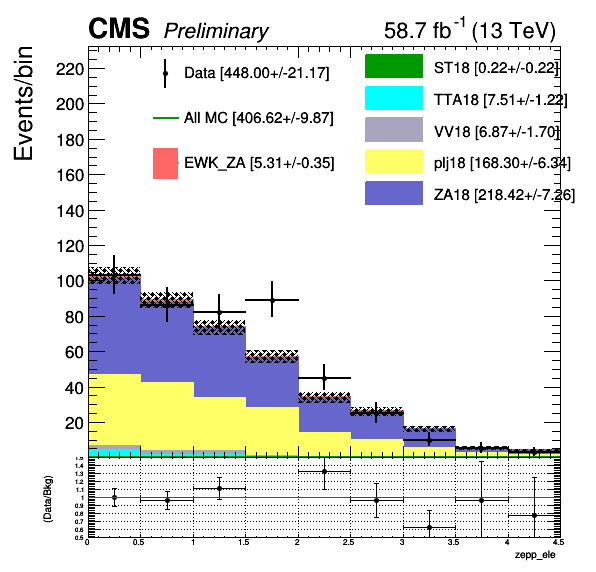 CMS Preliminary 58.7 fb⁻¹ (13 TeV)
Events/bin
220
200
180
160
140
120
100
80
60
40
20
Data [448.00+/-21.17]
All MC [406.62+/-9.87]
EWK_ZA [5.31+/-0.35]
ST18 [0.22+/-0.22]
TTA18 [7.51+/-1.22]
VV18 [6.87+/-1.70]
plj18 [168.30+/-6.34]
ZA18 [218.42+/-7.26]
(Data/Bkg)
1.5
1.4
1.3
1.2
1.1
1
0.9
0.8
0.7
0.6
0.5
0 0.5 1 1.5 2 2.5 3 3.5 4 4.5
zepp_ele